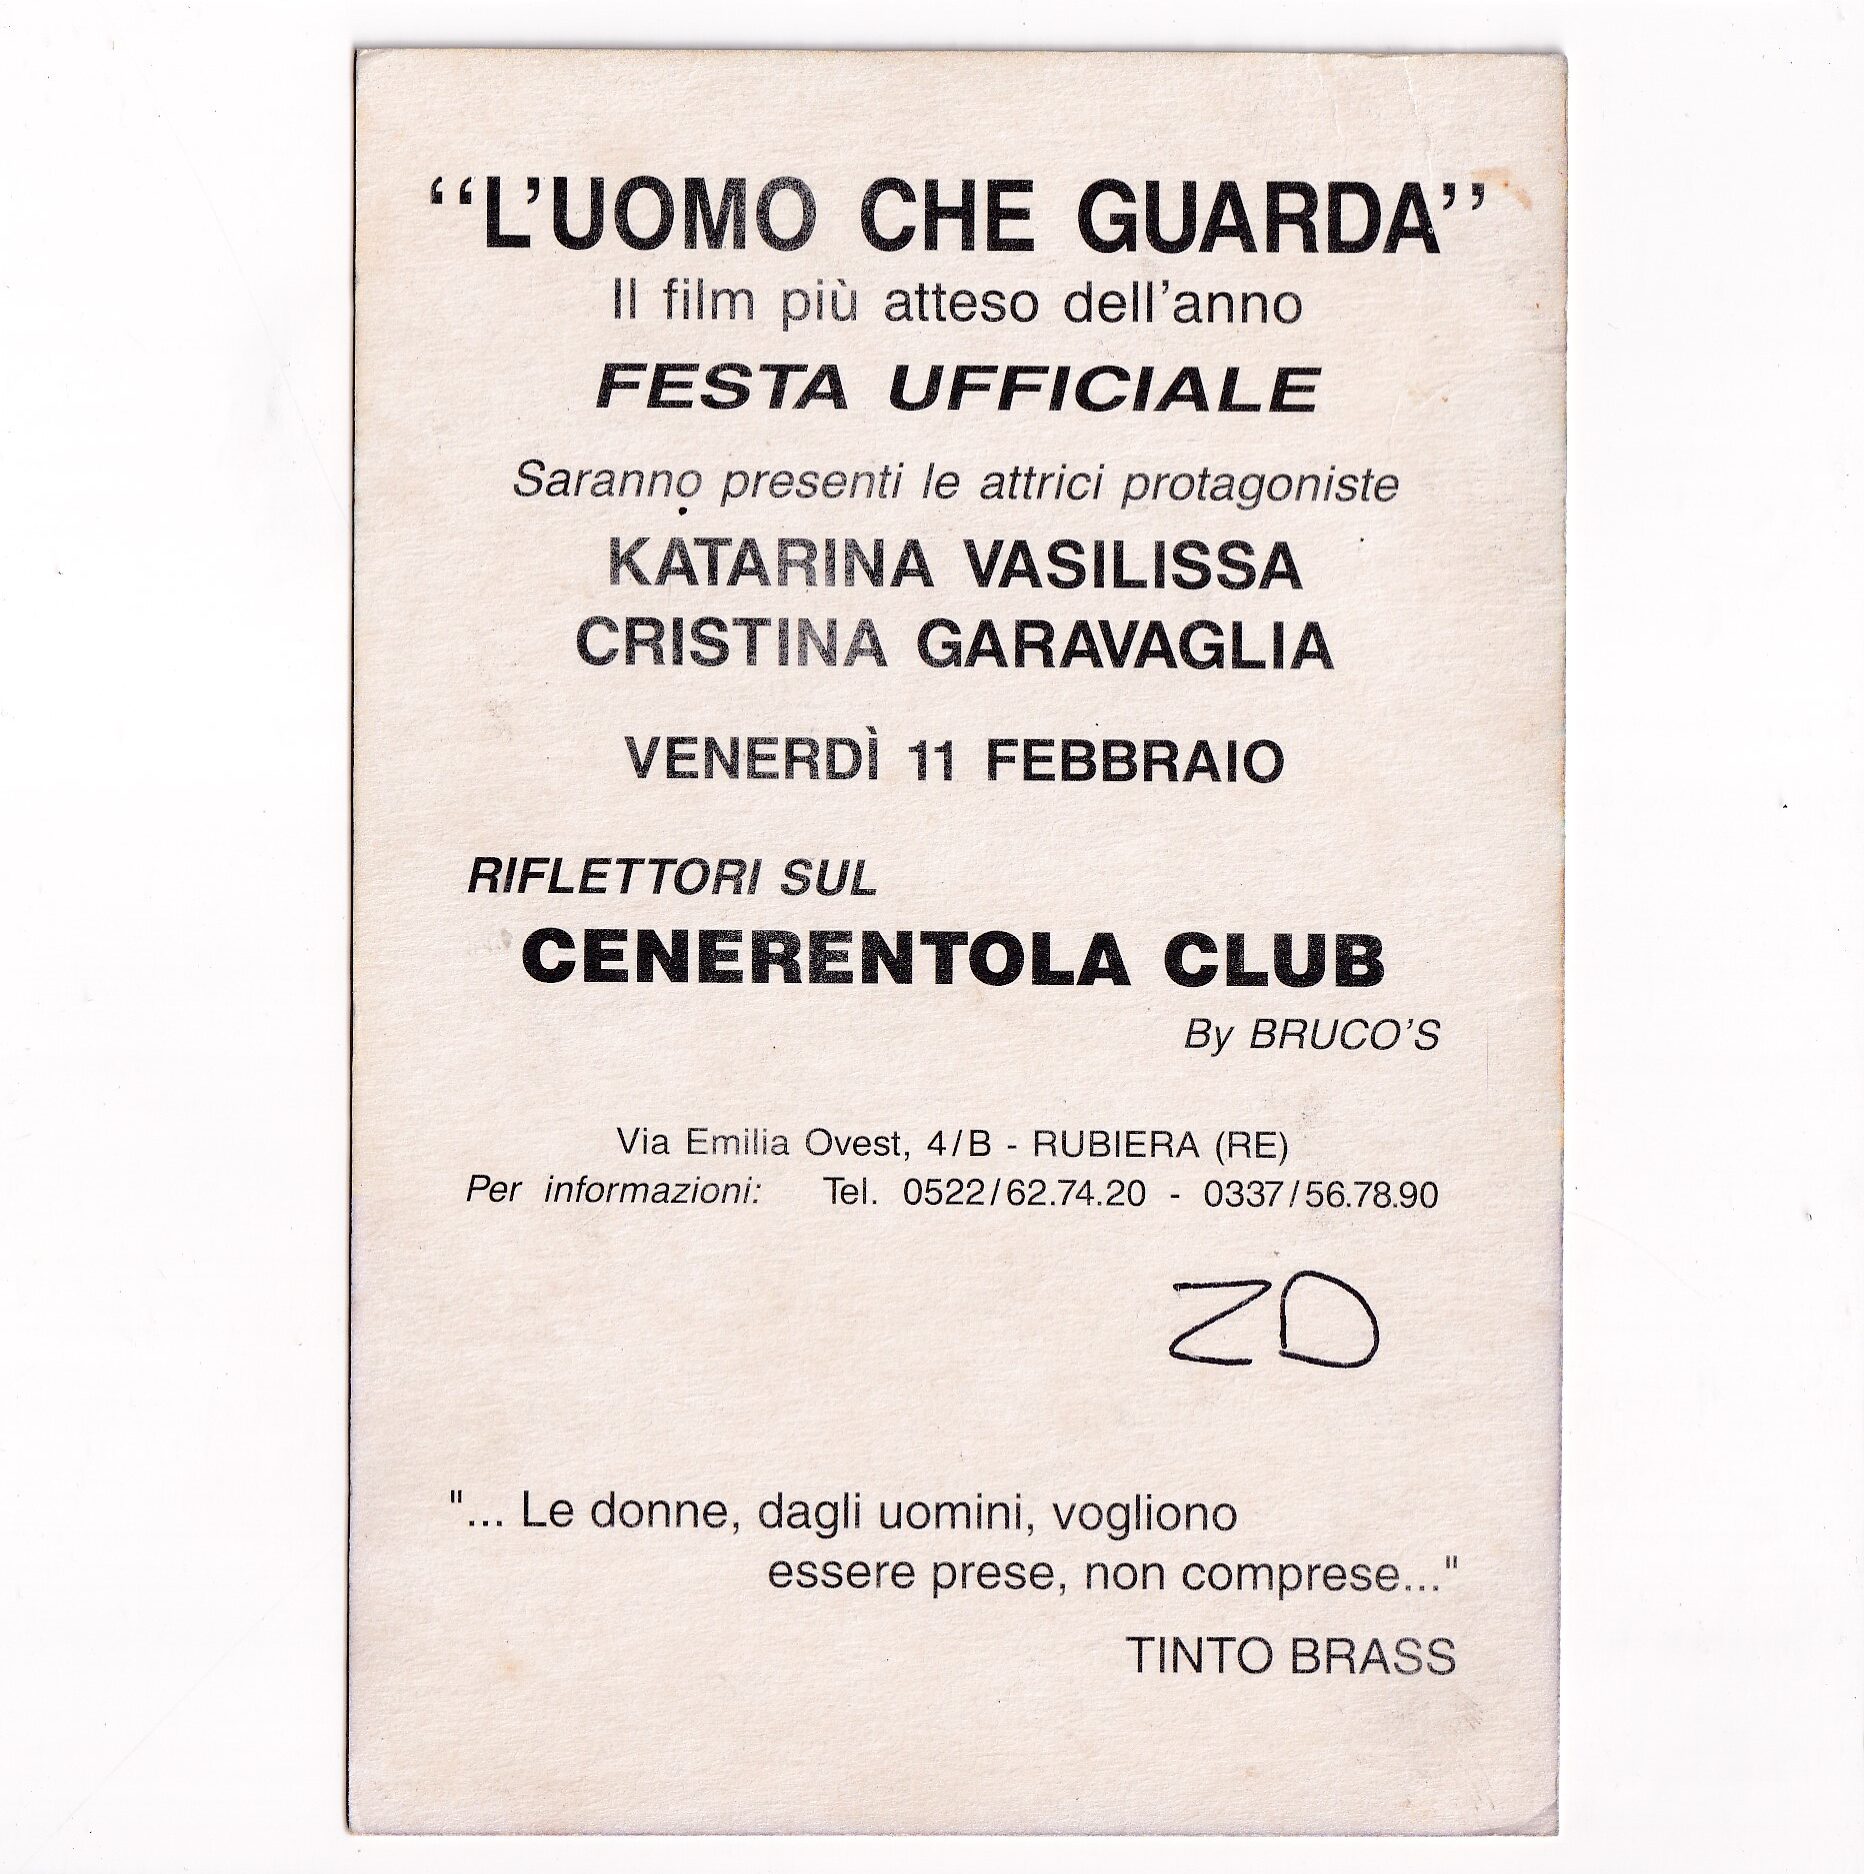 “L’UOMO CHE GUARDA”
Il film più atteso dell’anno
FESTA UFFICIALE
Saranno presenti le attrici protagoniste
KATARINA VASILISSA
CRISTINA GARAVAGLIA
VENERDÌ 11 FEBBRAIO
RIFLETTORI SUL
CENERENTOLA CLUB
By BRUCO’S
Via Emilia Ovest, 4/B - RUBIERA (RE)
Per informazioni: Tel. 0522/62.74.20 - 0337/56.78.90
ZD
"... Le donne, dagli uomini, vogliono
essere prese, non comprese..."
TINTO BRASS